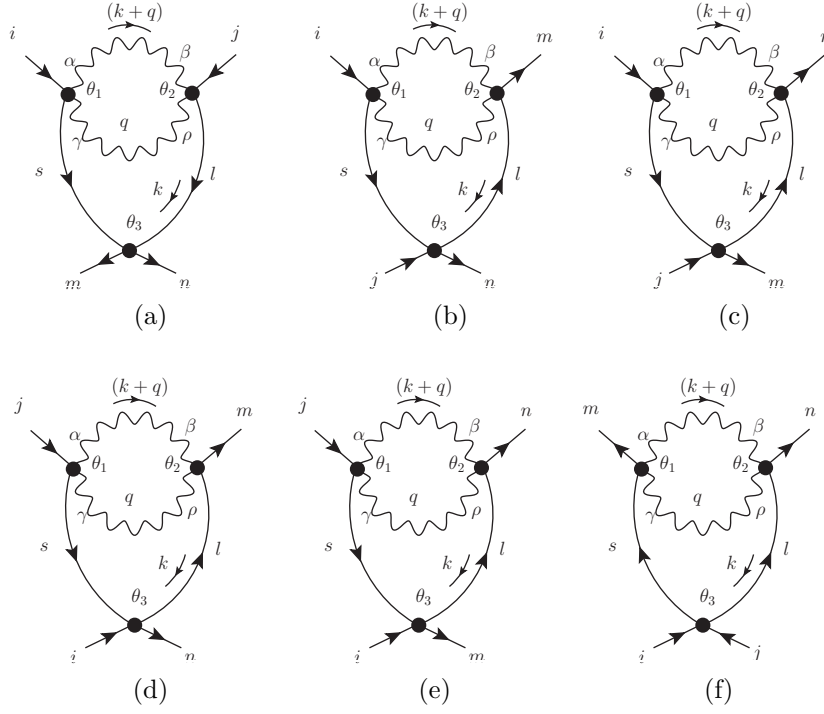 (k + q) (k + q) (k + q)
i j i m i
α β α β α β
θ₁ θ₂ θ₁ θ₂ θ₁ θ₂
q q q
γ ρ γ ρ γ ρ
s k l s k l s k l
θ₃ θ₃ θ₃
m n j n j m
(a) (b) (c)
(k + q) (k + q) (k + q)
j m j n m n
α β α β α β
θ₁ θ₂ θ₁ θ₂ θ₁ θ₂
q q q
γ ρ γ ρ γ ρ
s k l s k l s k l
θ₃ θ₃ θ₃
i n i m i j
(d) (e) (f)